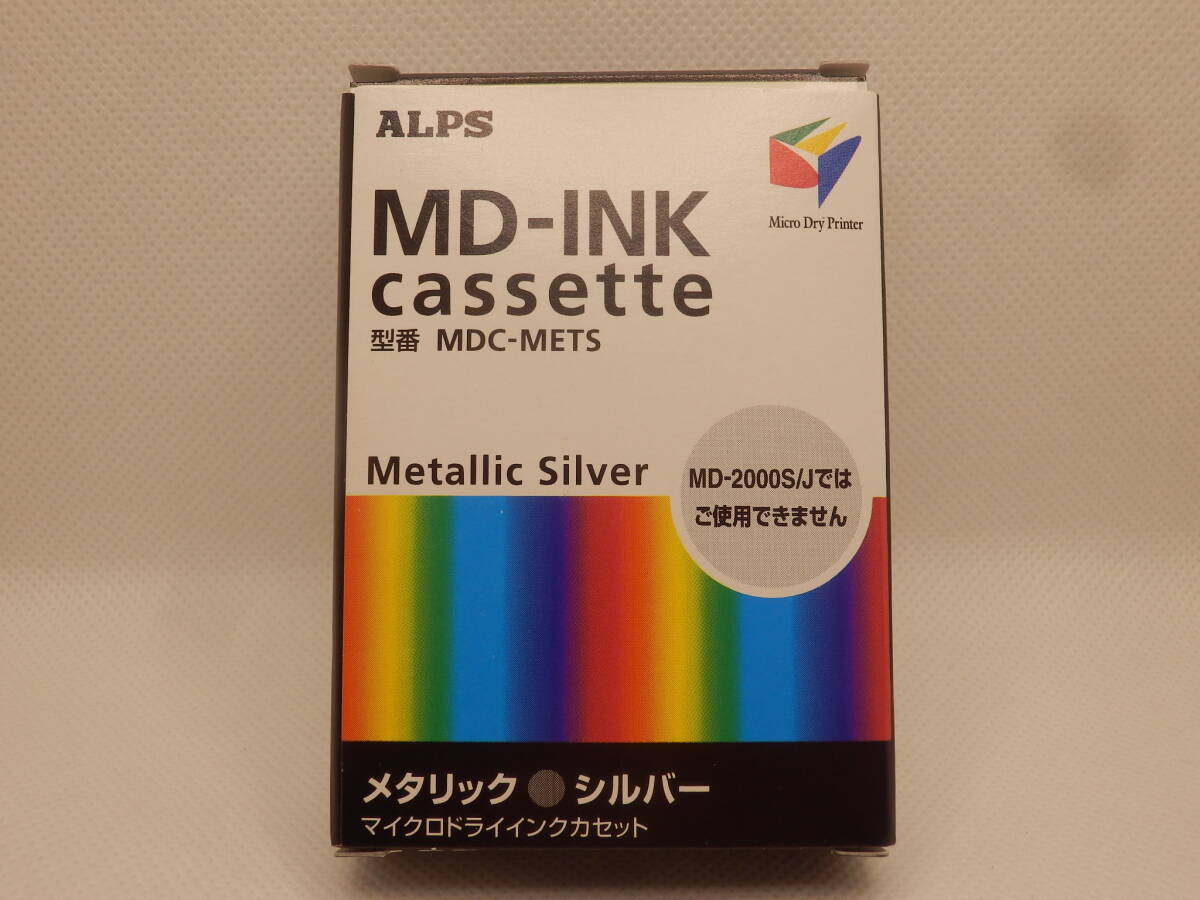 ALPS
Micro Dry Printer
MD-INK
cassette
型番 MDC-METS
Metallic Silver
MD-2000S/Jでは
ご使用できません
メタリック シルバー
マイクロドライインクカセット